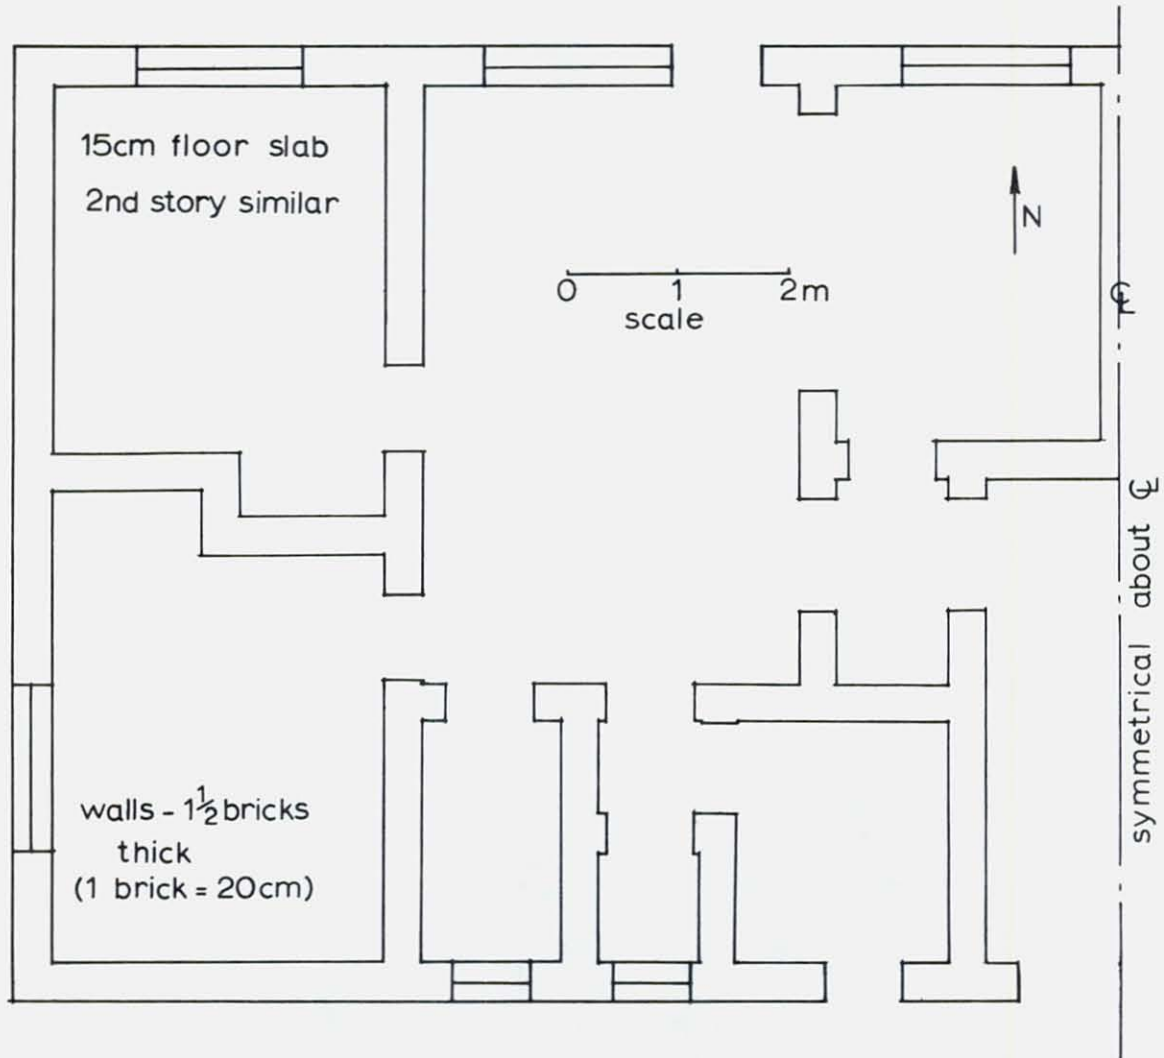 15cm floor slab
2nd story similar
N
0 1 2m
scale
℄
symmetrical about ℄
walls - 1½ bricks
thick
(1 brick = 20cm)